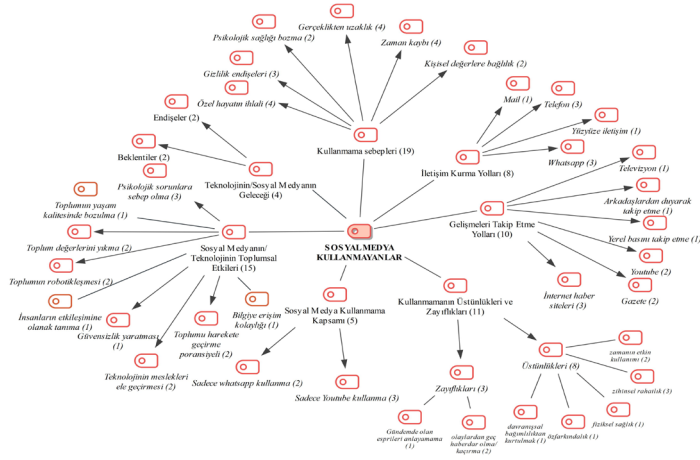 Gerçeklikten uzaklık (4)
Psikolojik sağlığı bozma (2)
Zaman kaybı (4)
Gizlilik endişeleri (3)
Kişisel değerlere bağlılık (2)
Özel hayatın ihlali (4)
Kullanmama sebepleri (19)
Mail (1)
Telefon (3)
Yüzyüze iletişim (1)
Whatsapp (3)
İletişim Kurma Yolları (8)
Endişeler (2)
Beklentiler (2)
Teknolojinin/Sosyal Medyanın
Geleceği (4)
Televizyon (1)
Arkadaşlardan duyarak
takip etme (1)
Yerel basını takip etme (1)
Youtube (2)
Gazete (2)
İnternet haber
siteleri (3)
Gelişmeleri Takip Etme
Yolları (10)
SOSYAL MEDYA
KULLANMAYANLAR
Psikolojik sorunlara
sebep olma (3)
Toplumun yaşam
kalitesinde bozulma (1)
Toplum değerlerini yıkma (2)
Toplumun robotikleşmesi (2)
Sosyal Medyanın/
Teknolojinin Toplumsal
Etkileri (15)
İnsanların etkileşimine
olanak tanıma (1)
Güvensizlik yaratması
(1)
Teknolojinin meslekleri
ele geçirmesi (2)
Toplumu harekete
geçirme
poransiyeli (2)
Bilgiye erişim
kolaylığı (1)
Sosyal Medya Kullanmama
Kapsamı (5)
Sadece whatsapp kullanma (2)
Sadece Youtube kullanma (3)
Kullanmamanın Üstünlükleri ve
Zayıflıkları (11)
Zayıflıkları (3)
Gündemde olan
esprileri anlayamama
(1)
olaylardan geç
haberdar olma/
kaçırma (2)
Üstünlükleri (8)
zamanın etkin
kullanımı (2)
zihinsel rahatlık (3)
fiziksel sağlık (1)
özfarkındalık (1)
davranışsal
bağımlılıktan
kurtulmak (1)